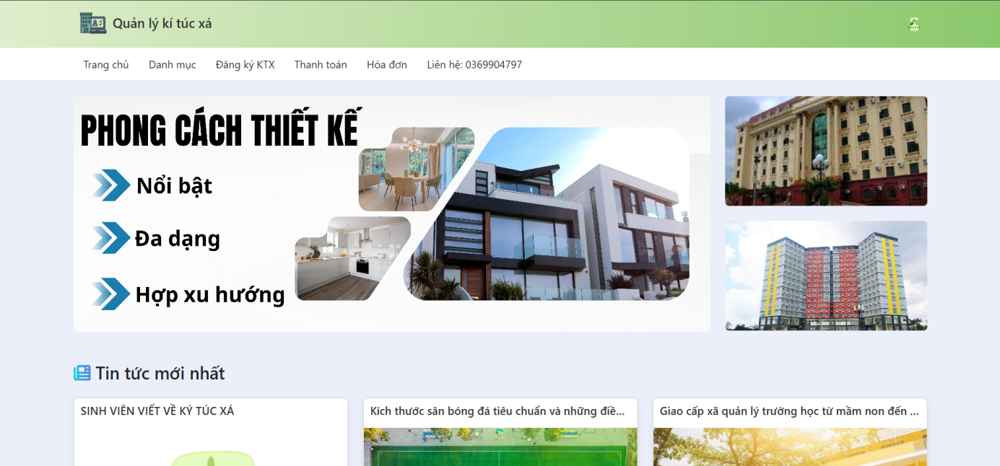 Quản lý kí túc xá
Trang chủ Danh mục Đăng ký KTX Thanh toán Hóa đơn Liên hệ: 0369904797
PHONG CÁCH THIẾT KẾ
Nổi bật
Đa dạng
Hợp xu hướng
Tin tức mới nhất
SINH VIÊN VIẾT VỀ KÝ TÚC XÁ
Kích thước sân bóng đá tiêu chuẩn và những điề...
Giao cấp xã quản lý trường học từ mầm non đến ...